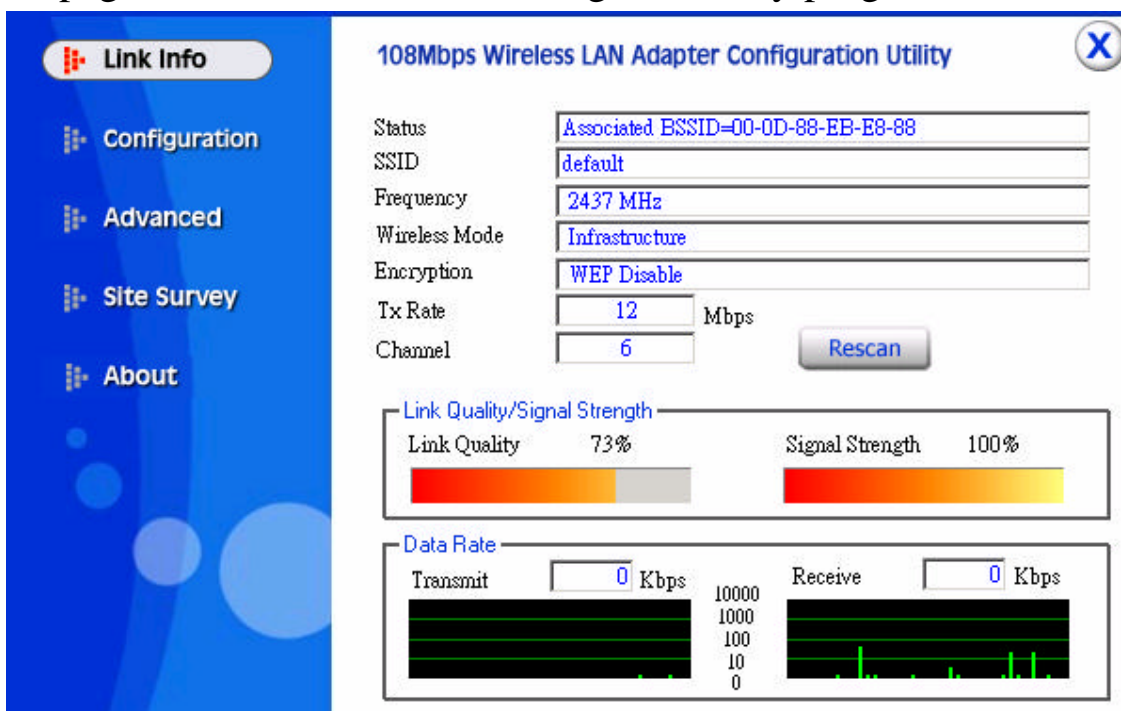 Link Info
Configuration
Advanced
Site Survey
About
108Mbps Wireless LAN Adapter Configuration Utility
X
Status Associated BSSID=00-0D-88-EB-E8-88
SSID default
Frequency 2437 MHz
Wireless Mode Infrastructure
Encryption WEP Disable
Tx Rate 12 Mbps
Channel 6 Rescan
Link Quality/Signal Strength
Link Quality 73% Signal Strength 100%
Data Rate
Transmit 0 Kbps Receive 0 Kbps
10000
1000
100
10
0